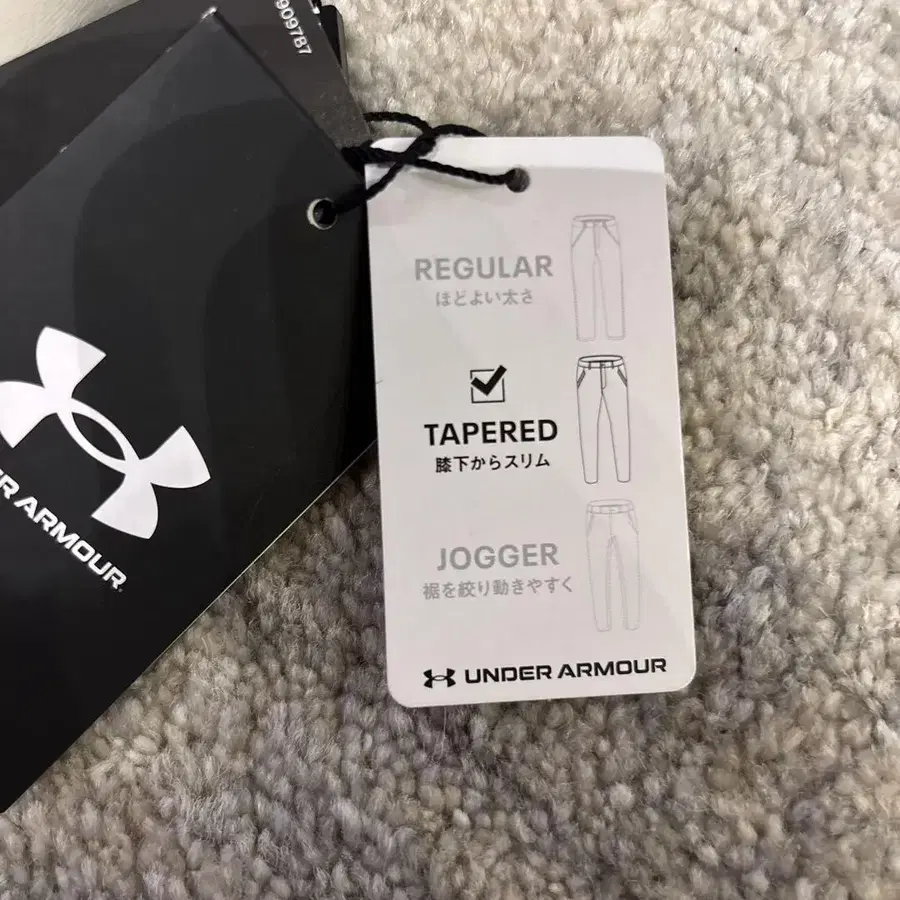 909787
REGULAR
ほどよい太さ
TAPERED
膝下からスリム
JOGGER
裾を絞り動きやすく
UNDER ARMOUR
ER ARMOUR